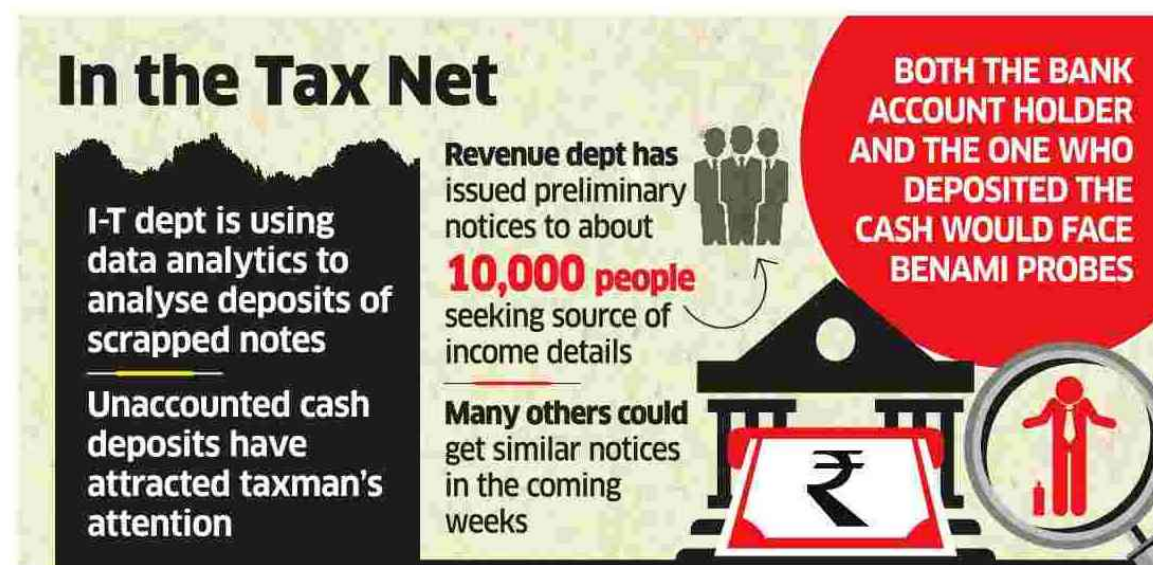 In the Tax Net
I-T dept is using
data analytics to
analyse deposits of
scrapped notes
Unaccounted cash
deposits have
attracted taxman's
attention
Revenue dept has
issued preliminary
notices to about
10,000 people
seeking source of
income details
Many others could
get similar notices
in the coming
weeks
BOTH THE BANK
ACCOUNT HOLDER
AND THE ONE WHO
DEPOSITED THE
CASH WOULD FACE
BENAMI PROBES
₹